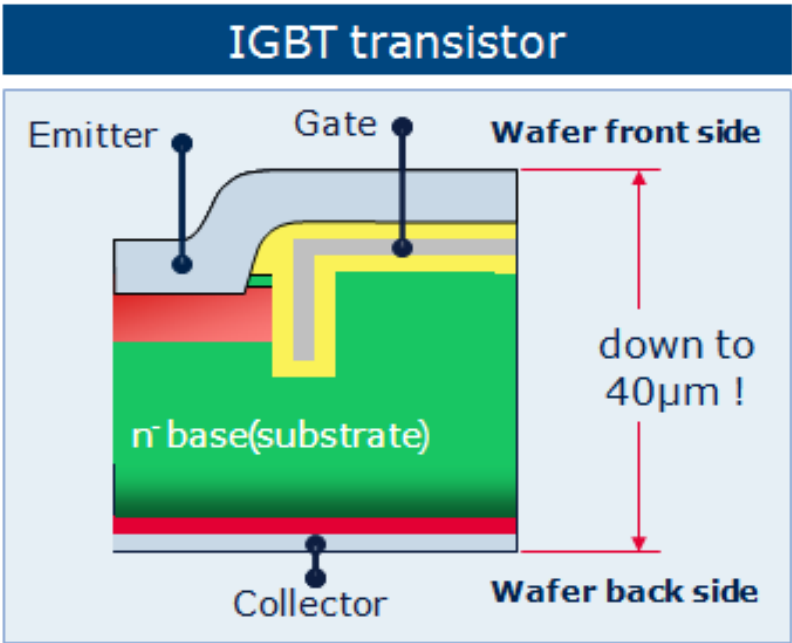 IGBT transistor
Emitter
Gate
Wafer front side
down to
40µm !
n⁻ base(substrate)
Collector
Wafer back side